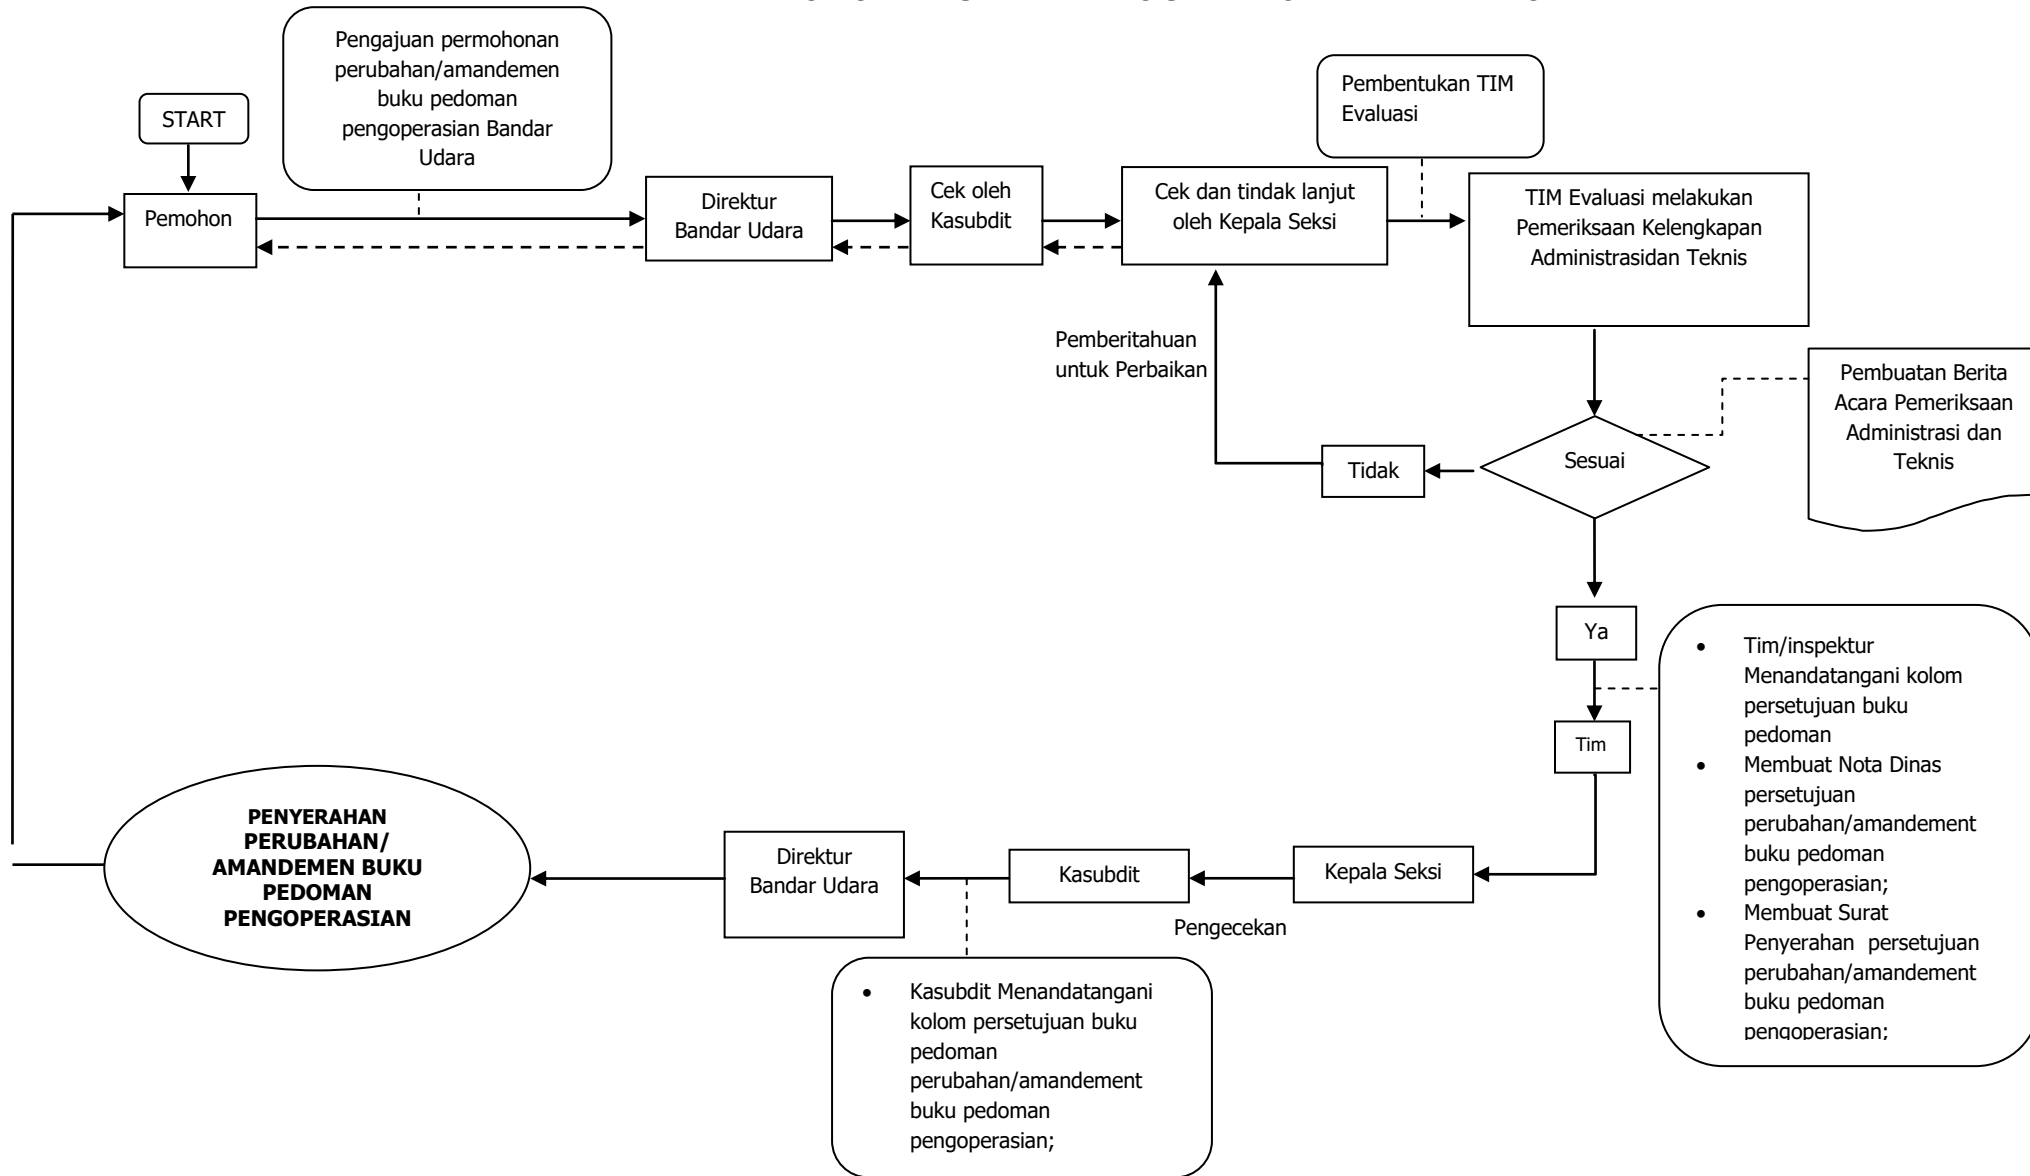 Pengajuan permohonan
perubahan/amandemen
buku pedoman
pengoperasian Bandar
Udara
START
Pembentukan TIM
Evaluasi
Pemohon
Direktur
Bandar Udara
Cek oleh
Kasubdit
Cek dan tindak lanjut
oleh Kepala Seksi
TIM Evaluasi melakukan
Pemeriksaan Kelengkapan
Administrasidan Teknis
Pemberitahuan
untuk Perbaikan
Pembuatan Berita
Acara Pemeriksaan
Administrasi dan
Teknis
Sesuai
Tidak
Ya
• Tim/inspektur
Menandatangani kolom
persetujuan buku
pedoman
• Membuat Nota Dinas
persetujuan
perubahan/amandement
buku pedoman
pengoperasian;
• Membuat Surat
Penyerahan persetujuan
perubahan/amandement
buku pedoman
pengoperasian;
Tim
Kepala Seksi
Pengecekan
Kasubdit
Direktur
Bandar Udara
• Kasubdit Menandatangani
kolom persetujuan buku
pedoman
perubahan/amandement
buku pedoman
pengoperasian;
PENYERAHAN
PERUBAHAN/
AMANDEMEN BUKU
PEDOMAN
PENGOPERASIAN